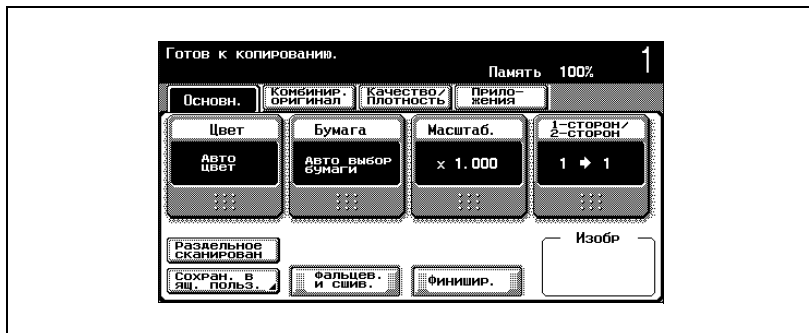 Готов к копированию.
1
Память 100%
Основн.
Комбинир.
оригинал
Качество/
плотность
Прило-
жения
Цвет
Бумага
Масштаб.
1-сторон/
2-сторон
Авто
цвет
Авто выбор
бумаги
x 1.000
1 ➔ 1
Раздельное
сканирован
Изобр
Сохран. в
ящ. польз.
Фальцев.
и сшив.
Финишир.